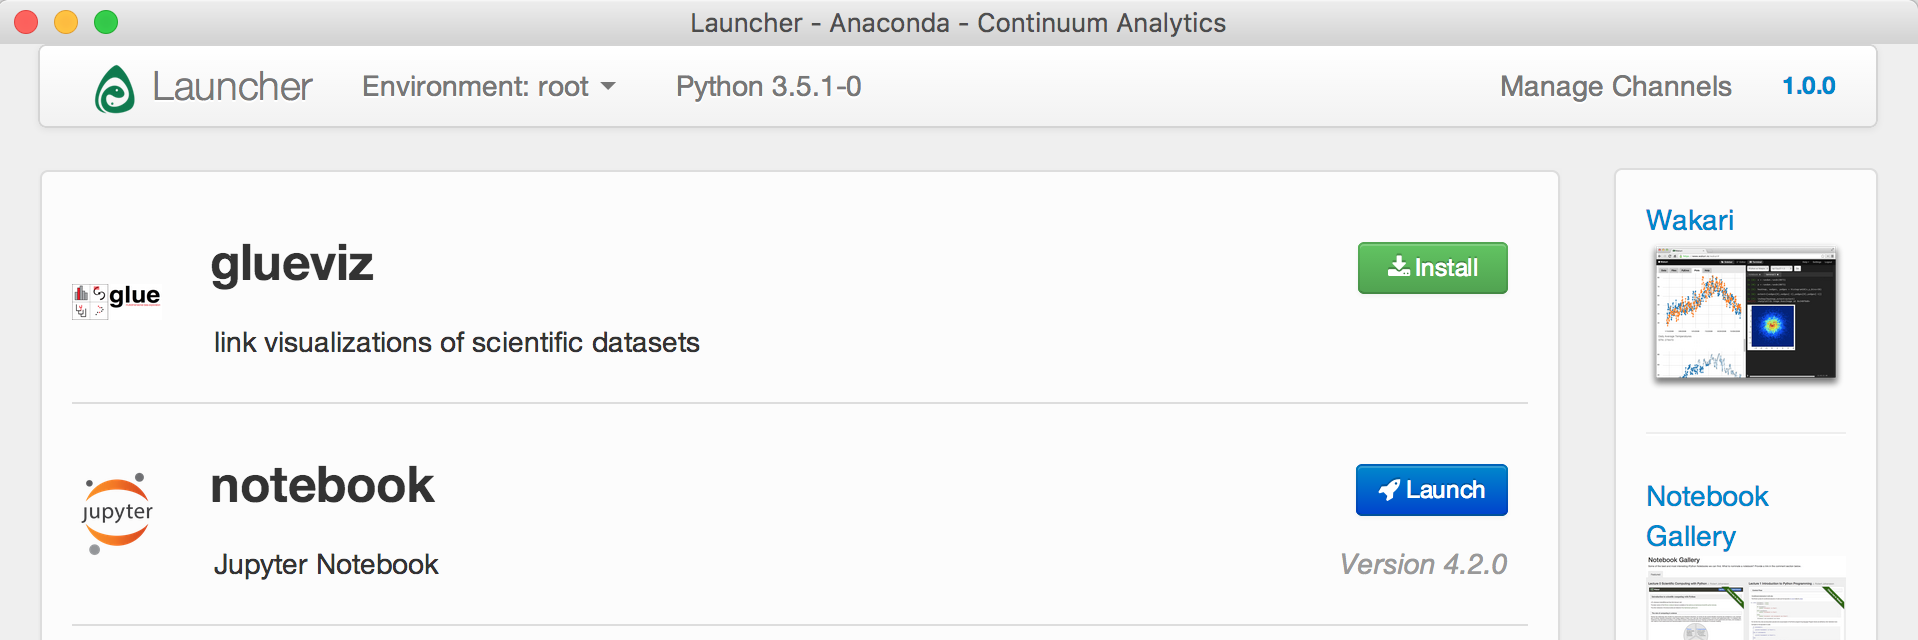 Launcher - Anaconda - Continuum Analytics
Launcher Environment: root Python 3.5.1-0 Manage Channels 1.0.0
glue
glueviz
Install
link visualizations of scientific datasets
jupyter
notebook
Launch
Jupyter Notebook
Version 4.2.0
Wakari
Notebook
Gallery
Notebook Gallery